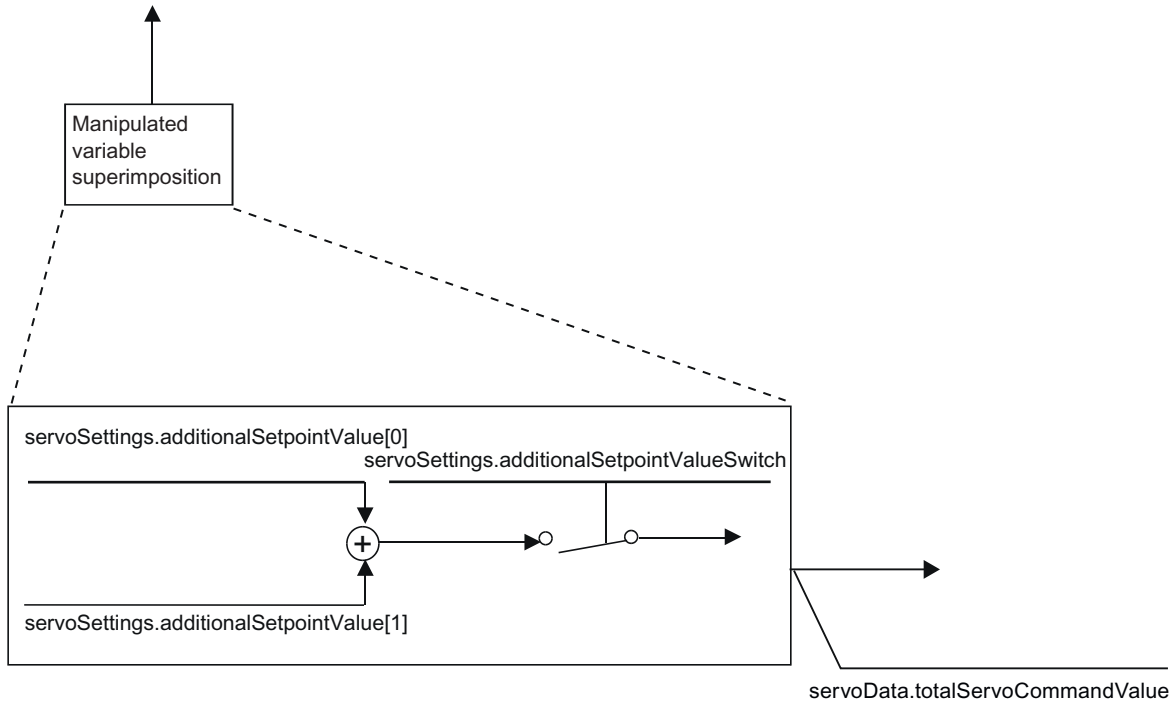 Manipulated
variable
superimposition
servoSettings.additionalSetpointValue[0]
servoSettings.additionalSetpointValueSwitch
+
servoSettings.additionalSetpointValue[1]
servoData.totalServoCommandValue